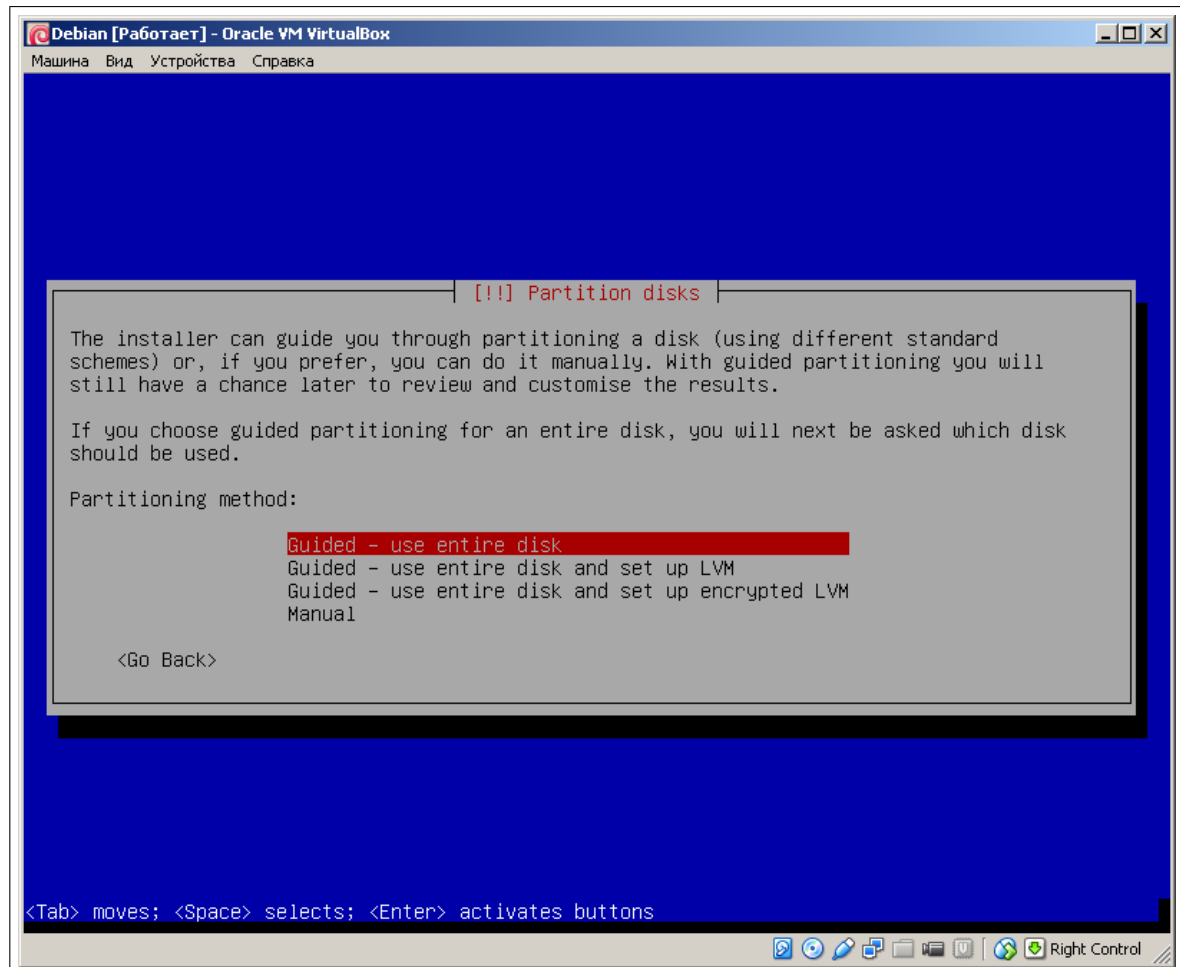 Debian [Работает] - Oracle VM VirtualBox
Машина Вид Устройства Справка
[!!] Partition disks
The installer can guide you through partitioning a disk (using different standard
schemes) or, if you prefer, you can do it manually. With guided partitioning you will
still have a chance later to review and customise the results.
If you choose guided partitioning for an entire disk, you will next be asked which disk
should be used.
Partitioning method:
Guided - use entire disk
Guided - use entire disk and set up LVM
Guided - use entire disk and set up encrypted LVM
Manual
<Go Back>
<Tab> moves; <Space> selects; <Enter> activates buttons
Right Control